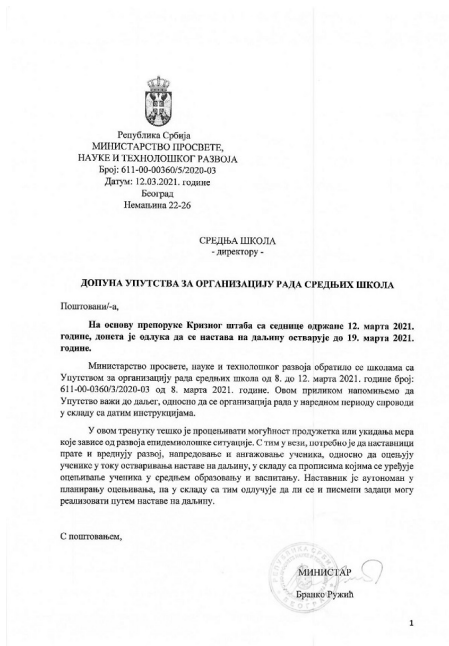 Република Србија
МИНИСТАРСТВО ПРОСВЕТЕ,
НАУКЕ И ТЕХНОЛОШКОГ РАЗВОЈА
Број: 611-00-00360/5/2020-03
Датум: 12.03.2021. године
Београд
Немањина 22-26
СРЕДЊА ШКОЛА
- директору -
ДОПУНА УПУТСТВА ЗА ОРГАНИЗАЦИЈУ РАДА СРЕДЊИХ ШКОЛА
Поштовани/-а,
На основу препоруке Кризног штаба са седнице одржане 12. марта 2021.
године, донета је одлука да се настава на даљину остварује до 19. марта 2021.
године.
Министарство просвете, науке и технолошког развоја обратило се школама са
Упутством за организацију рада средњих школа од 8. до 12. марта 2021. године број:
611-00-0360/3/2020-03 од 8. марта 2021. године. Овом приликом напомињемо да
Упутство важи до даљег, односно да се организација рада у наредном периоду спроводи
у складу са датим инструкцијама.
У овом тренутку тешко је процењивати могућност продужетка или укидања мера
које зависе од развоја епидемиолошке ситуације. С тим у вези, потребно је да наставници
прате и вреднују развој, напредовање и ангажовање ученика, односно да оцењују
ученике у току остваривања наставе на даљину, у складу са прописима којима се уређује
оцењивање ученика у средњем образовању и васпитању. Наставник је аутономан у
планирању оцењивања, па у складу са тим одлучује да ли се и писмени задаци могу
реализовати путем наставе на даљину.
С поштовањем,
МИНИСТАР
Бранко Ружић
1